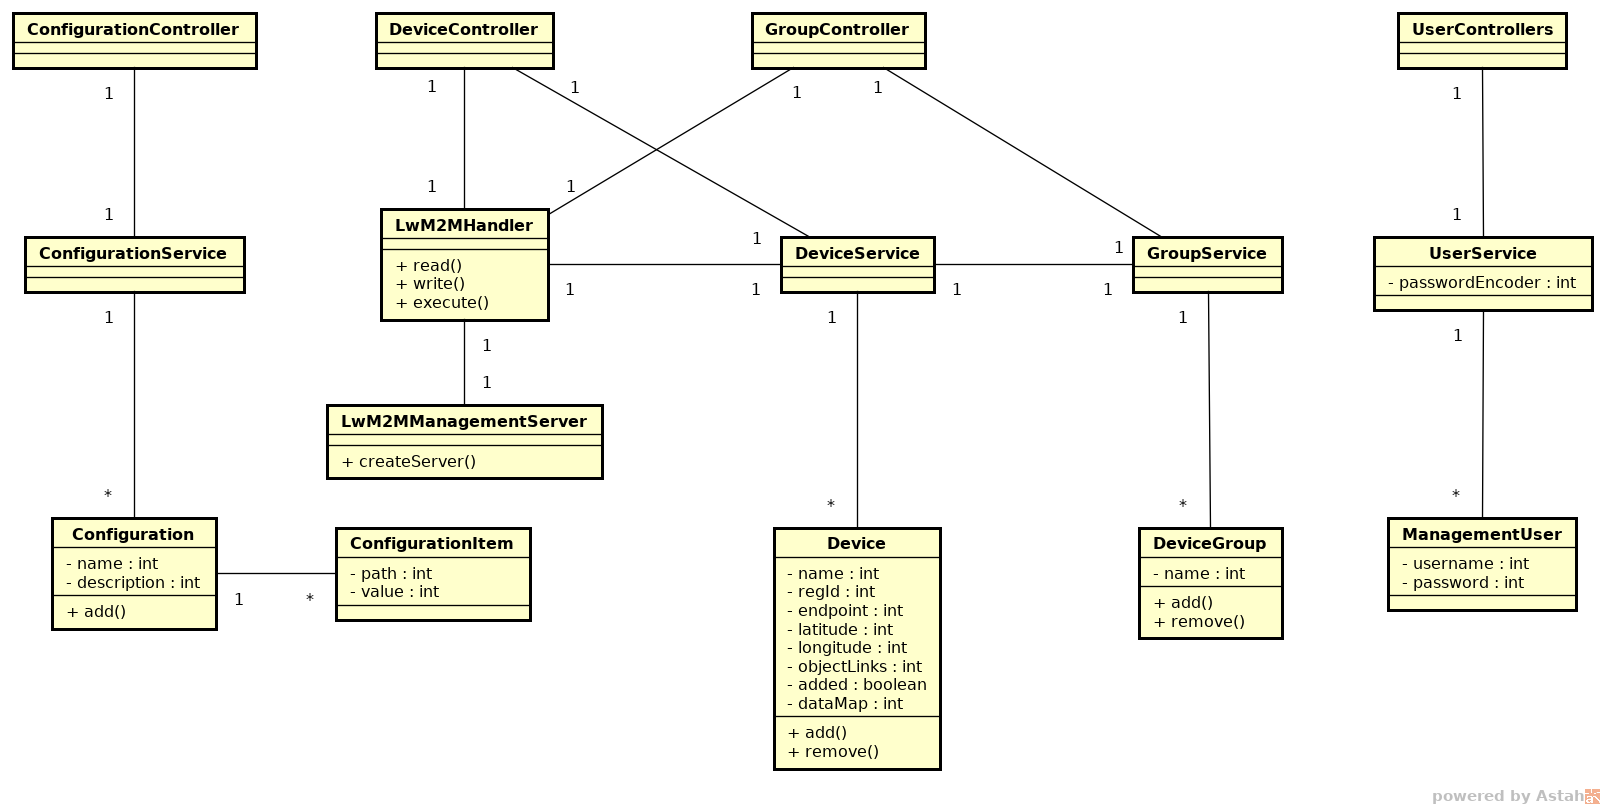 ConfigurationController
DeviceController
GroupController
UserControllers
1
1
1
1
1
1
1
1
1
1
1
ConfigurationService
LwM2MHandler
+ read()
+ write()
+ execute()
1
1
DeviceService
1
1
1
1
GroupService
UserService
- passwordEncoder : int
1
1
1
1
1
1
LwM2MManagementServer
+ createServer()
*
*
*
*
Configuration
- name : int
- description : int
+ add()
1
*
ConfigurationItem
- path : int
- value : int
Device
- name : int
- regId : int
- endpoint : int
- latitude : int
- longitude : int
- objectLinks : int
- added : boolean
- dataMap : int
+ add()
+ remove()
DeviceGroup
- name : int
+ add()
+ remove()
ManagementUser
- username : int
- password : int
powered by Astah